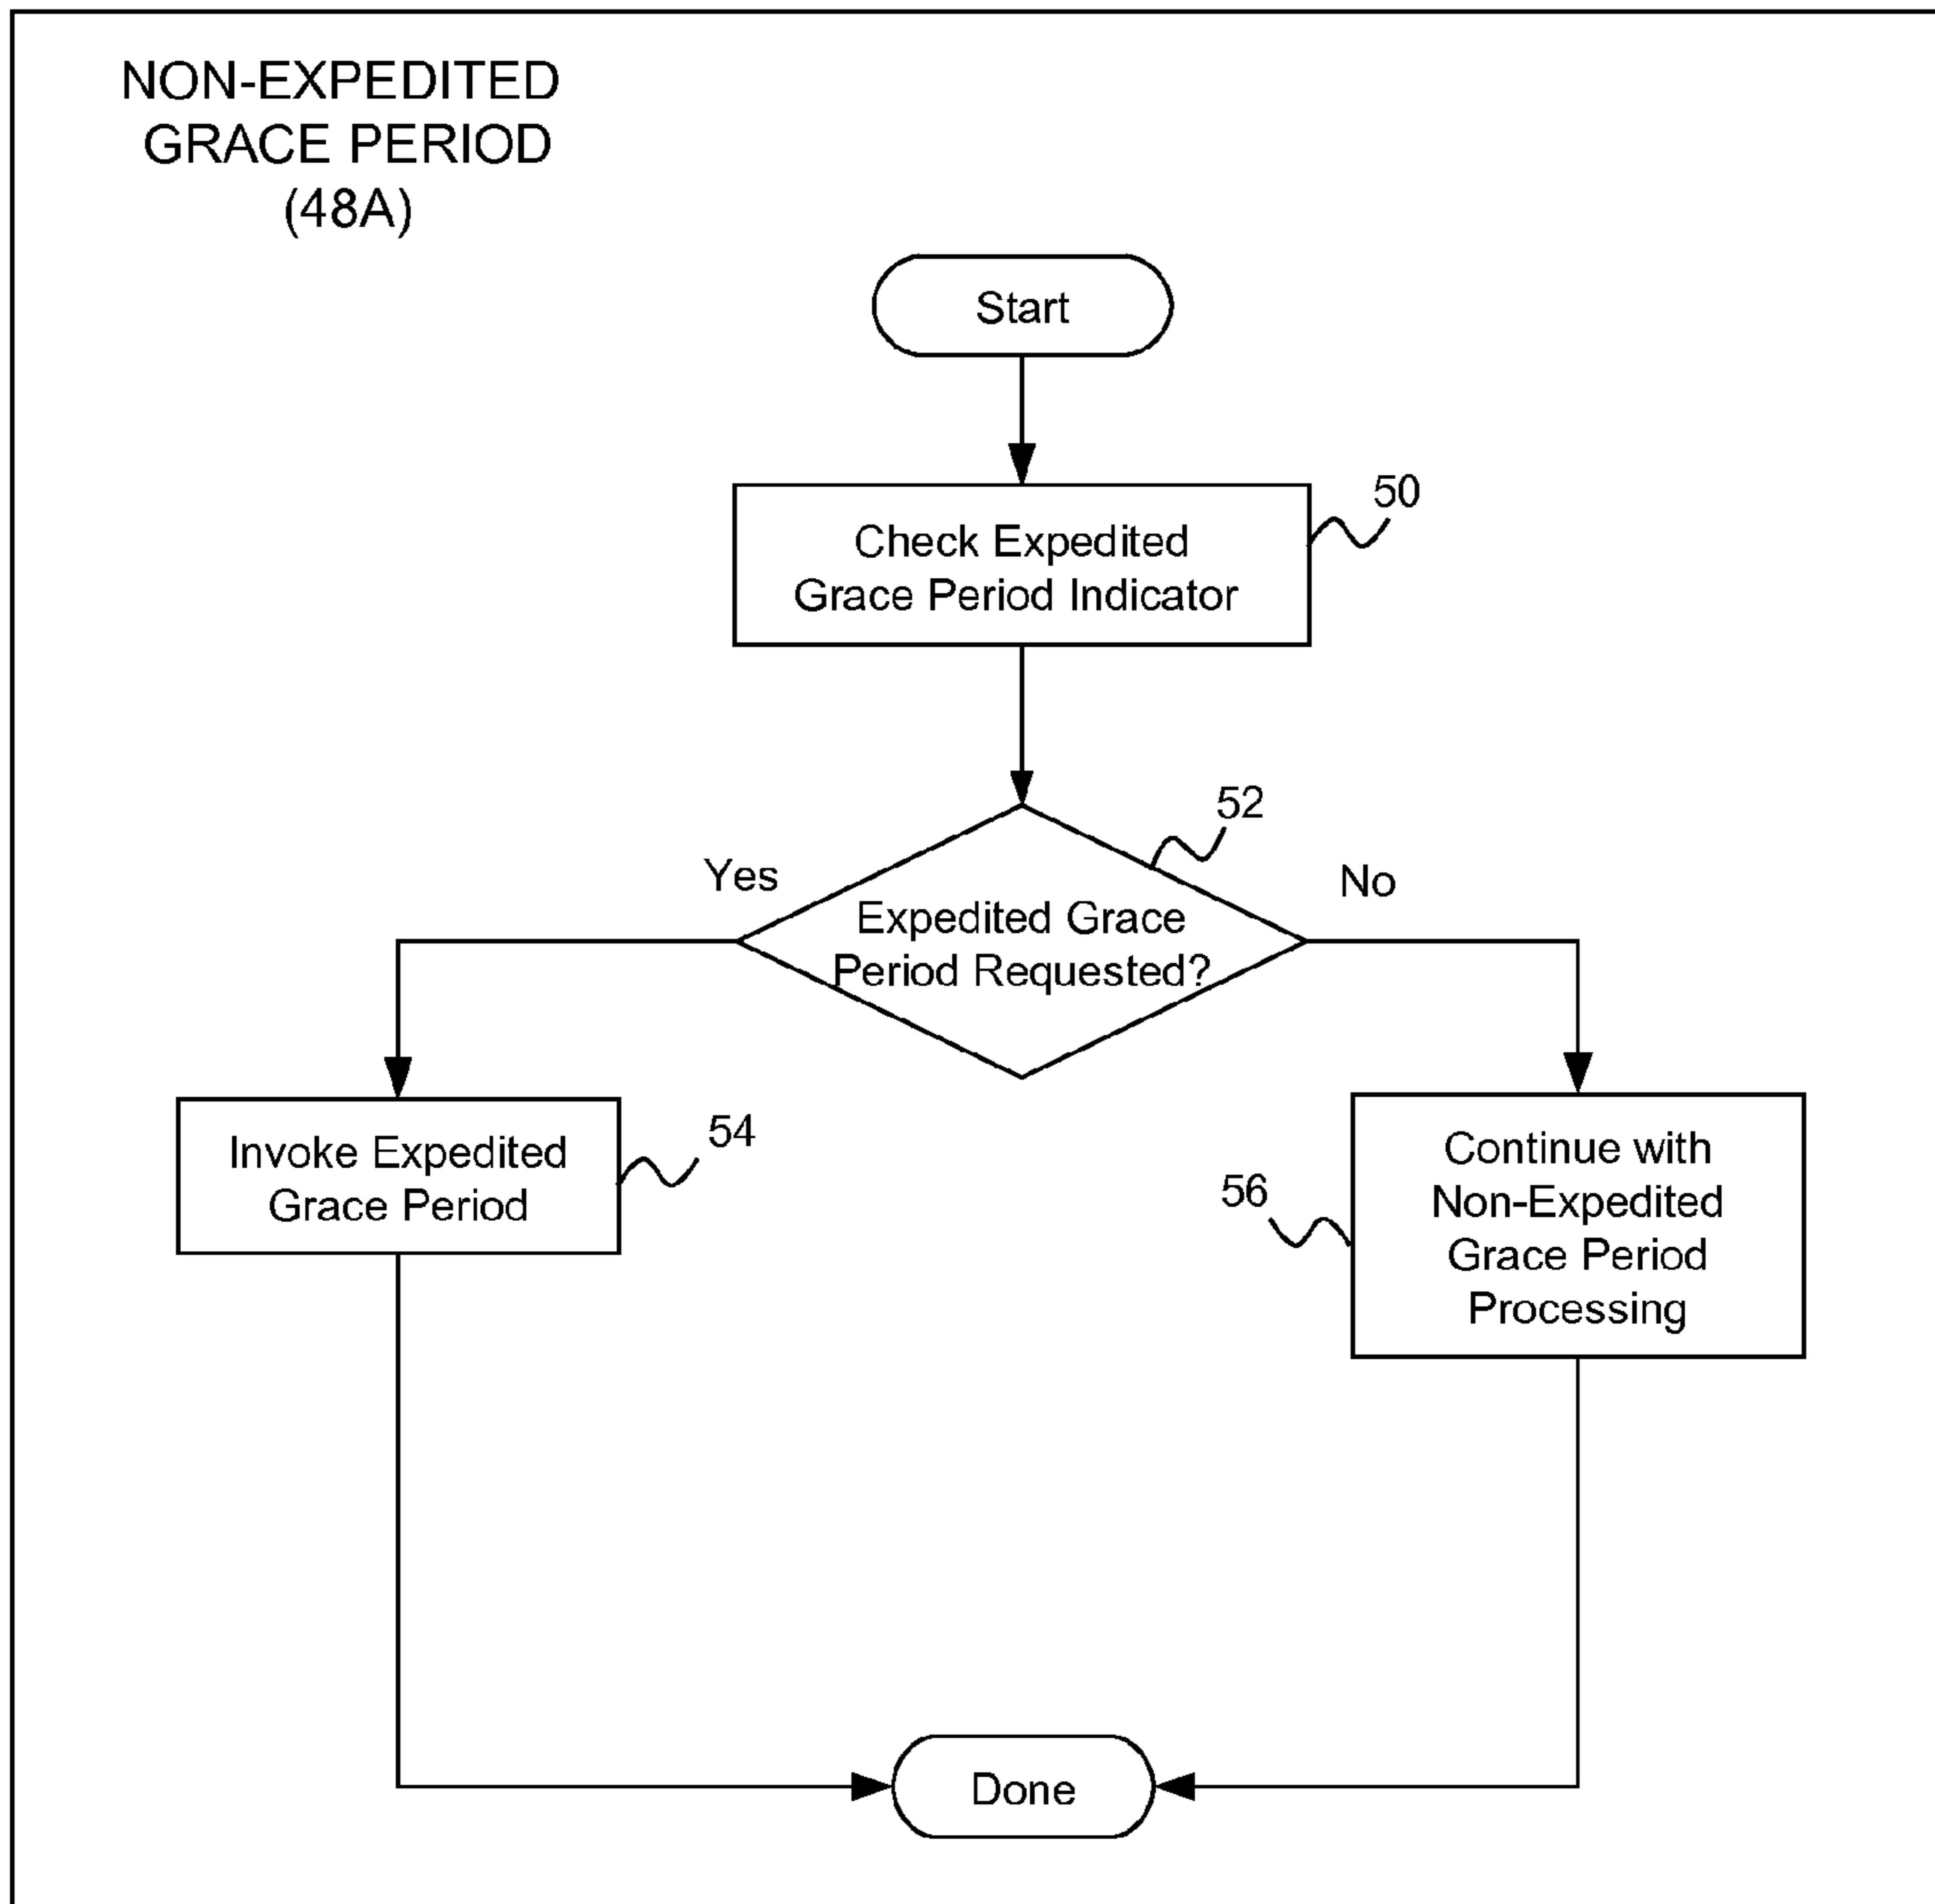 NON-EXPEDITED
GRACE PERIOD
(48A)
Start
50
Check Expedited
Grace Period Indicator
52
Yes
No
Expedited Grace
Period Requested?
54
Invoke Expedited
Grace Period
56
Continue with
Non-Expedited
Grace Period
Processing
Done